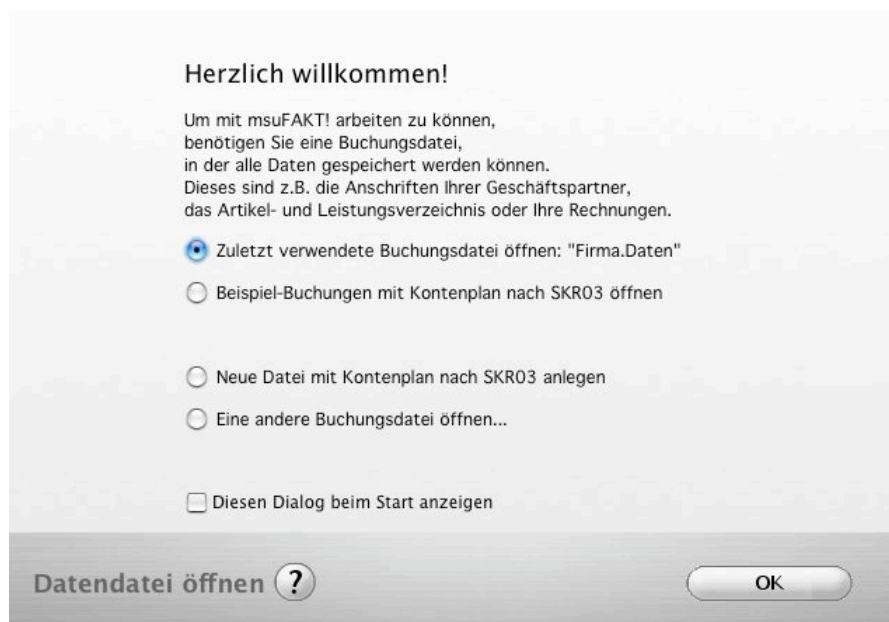 Herzlich willkommen!
Um mit msuFAKT! arbeiten zu können,
benötigen Sie eine Buchungsdatei,
in der alle Daten gespeichert werden können.
Dieses sind z.B. die Anschriften Ihrer Geschäftspartner,
das Artikel- und Leistungsverzeichnis oder Ihre Rechnungen.
Zuletzt verwendete Buchungsdatei öffnen: "Firma.Daten"
Beispiel-Buchungen mit Kontenplan nach SKR03 öffnen
Neue Datei mit Kontenplan nach SKR03 anlegen
Eine andere Buchungsdatei öffnen...
Diesen Dialog beim Start anzeigen
Datendatei öffnen ? OK